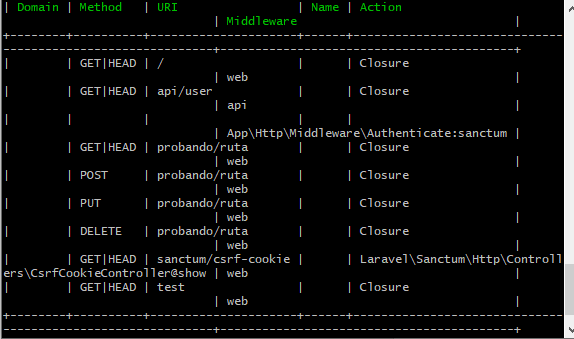 | Domain | Method | URI | Name | Action
| Middleware |
| | GET|HEAD | / | | Closure
| web |
| | GET|HEAD | api/user | | Closure
| api |
| | | | |
| App\Http\Middleware\Authenticate:sanctum |
| | GET|HEAD | probando/ruta | | Closure
| web |
| | POST | probando/ruta | | Closure
| web |
| | PUT | probando/ruta | | Closure
| web |
| | DELETE | probando/ruta | | Closure
| web |
| | GET|HEAD | sanctum/csrf-cookie | | Laravel\Sanctum\Http\Controll
ers\CsrfCookieController@show | web |
| | GET|HEAD | test | | Closure
| web |